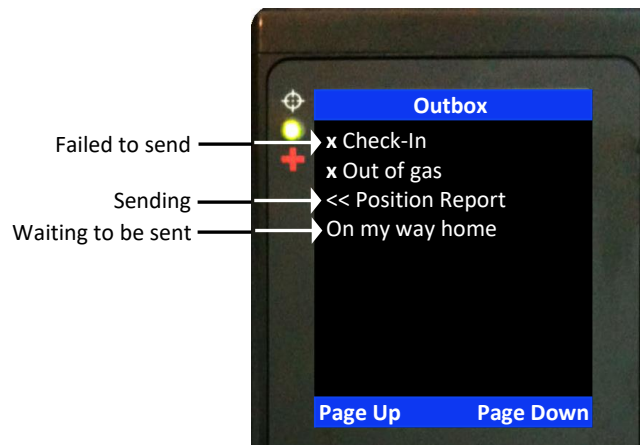 Outbox
Failed to send
x Check-In
x Out of gas
Sending
<< Position Report
Waiting to be sent
On my way home
Page Up
Page Down